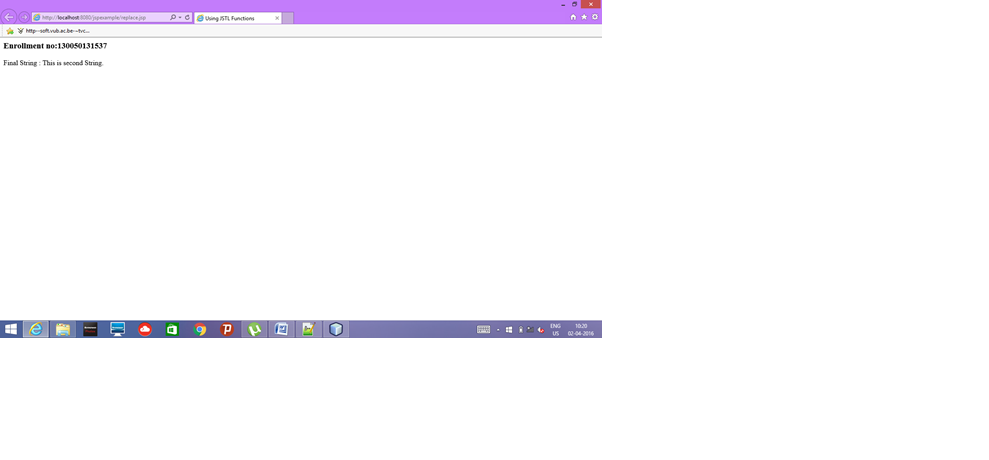 http://localhost:8080/jspexample/replace.jsp
Using JSTL Functions
http--soft.vub.ac.be-~tvc...
Enrollment no:130050131537
Final String : This is second String.
ENG
US
10:20
02-04-2016